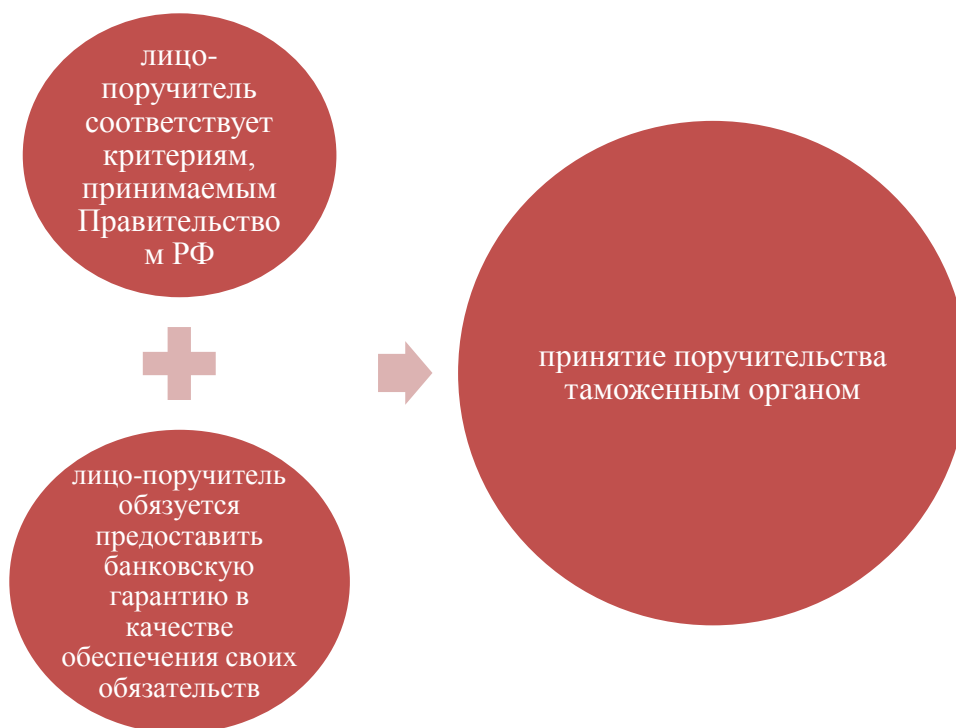 лицо-
поручитель
соответствует
критериям,
принимаемым
Правительство
м РФ
лицо-поручитель
обязуется
предоставить
банковскую
гарантию в
качестве
обеспечения своих
обязательств
принятие поручительства
таможенным органом